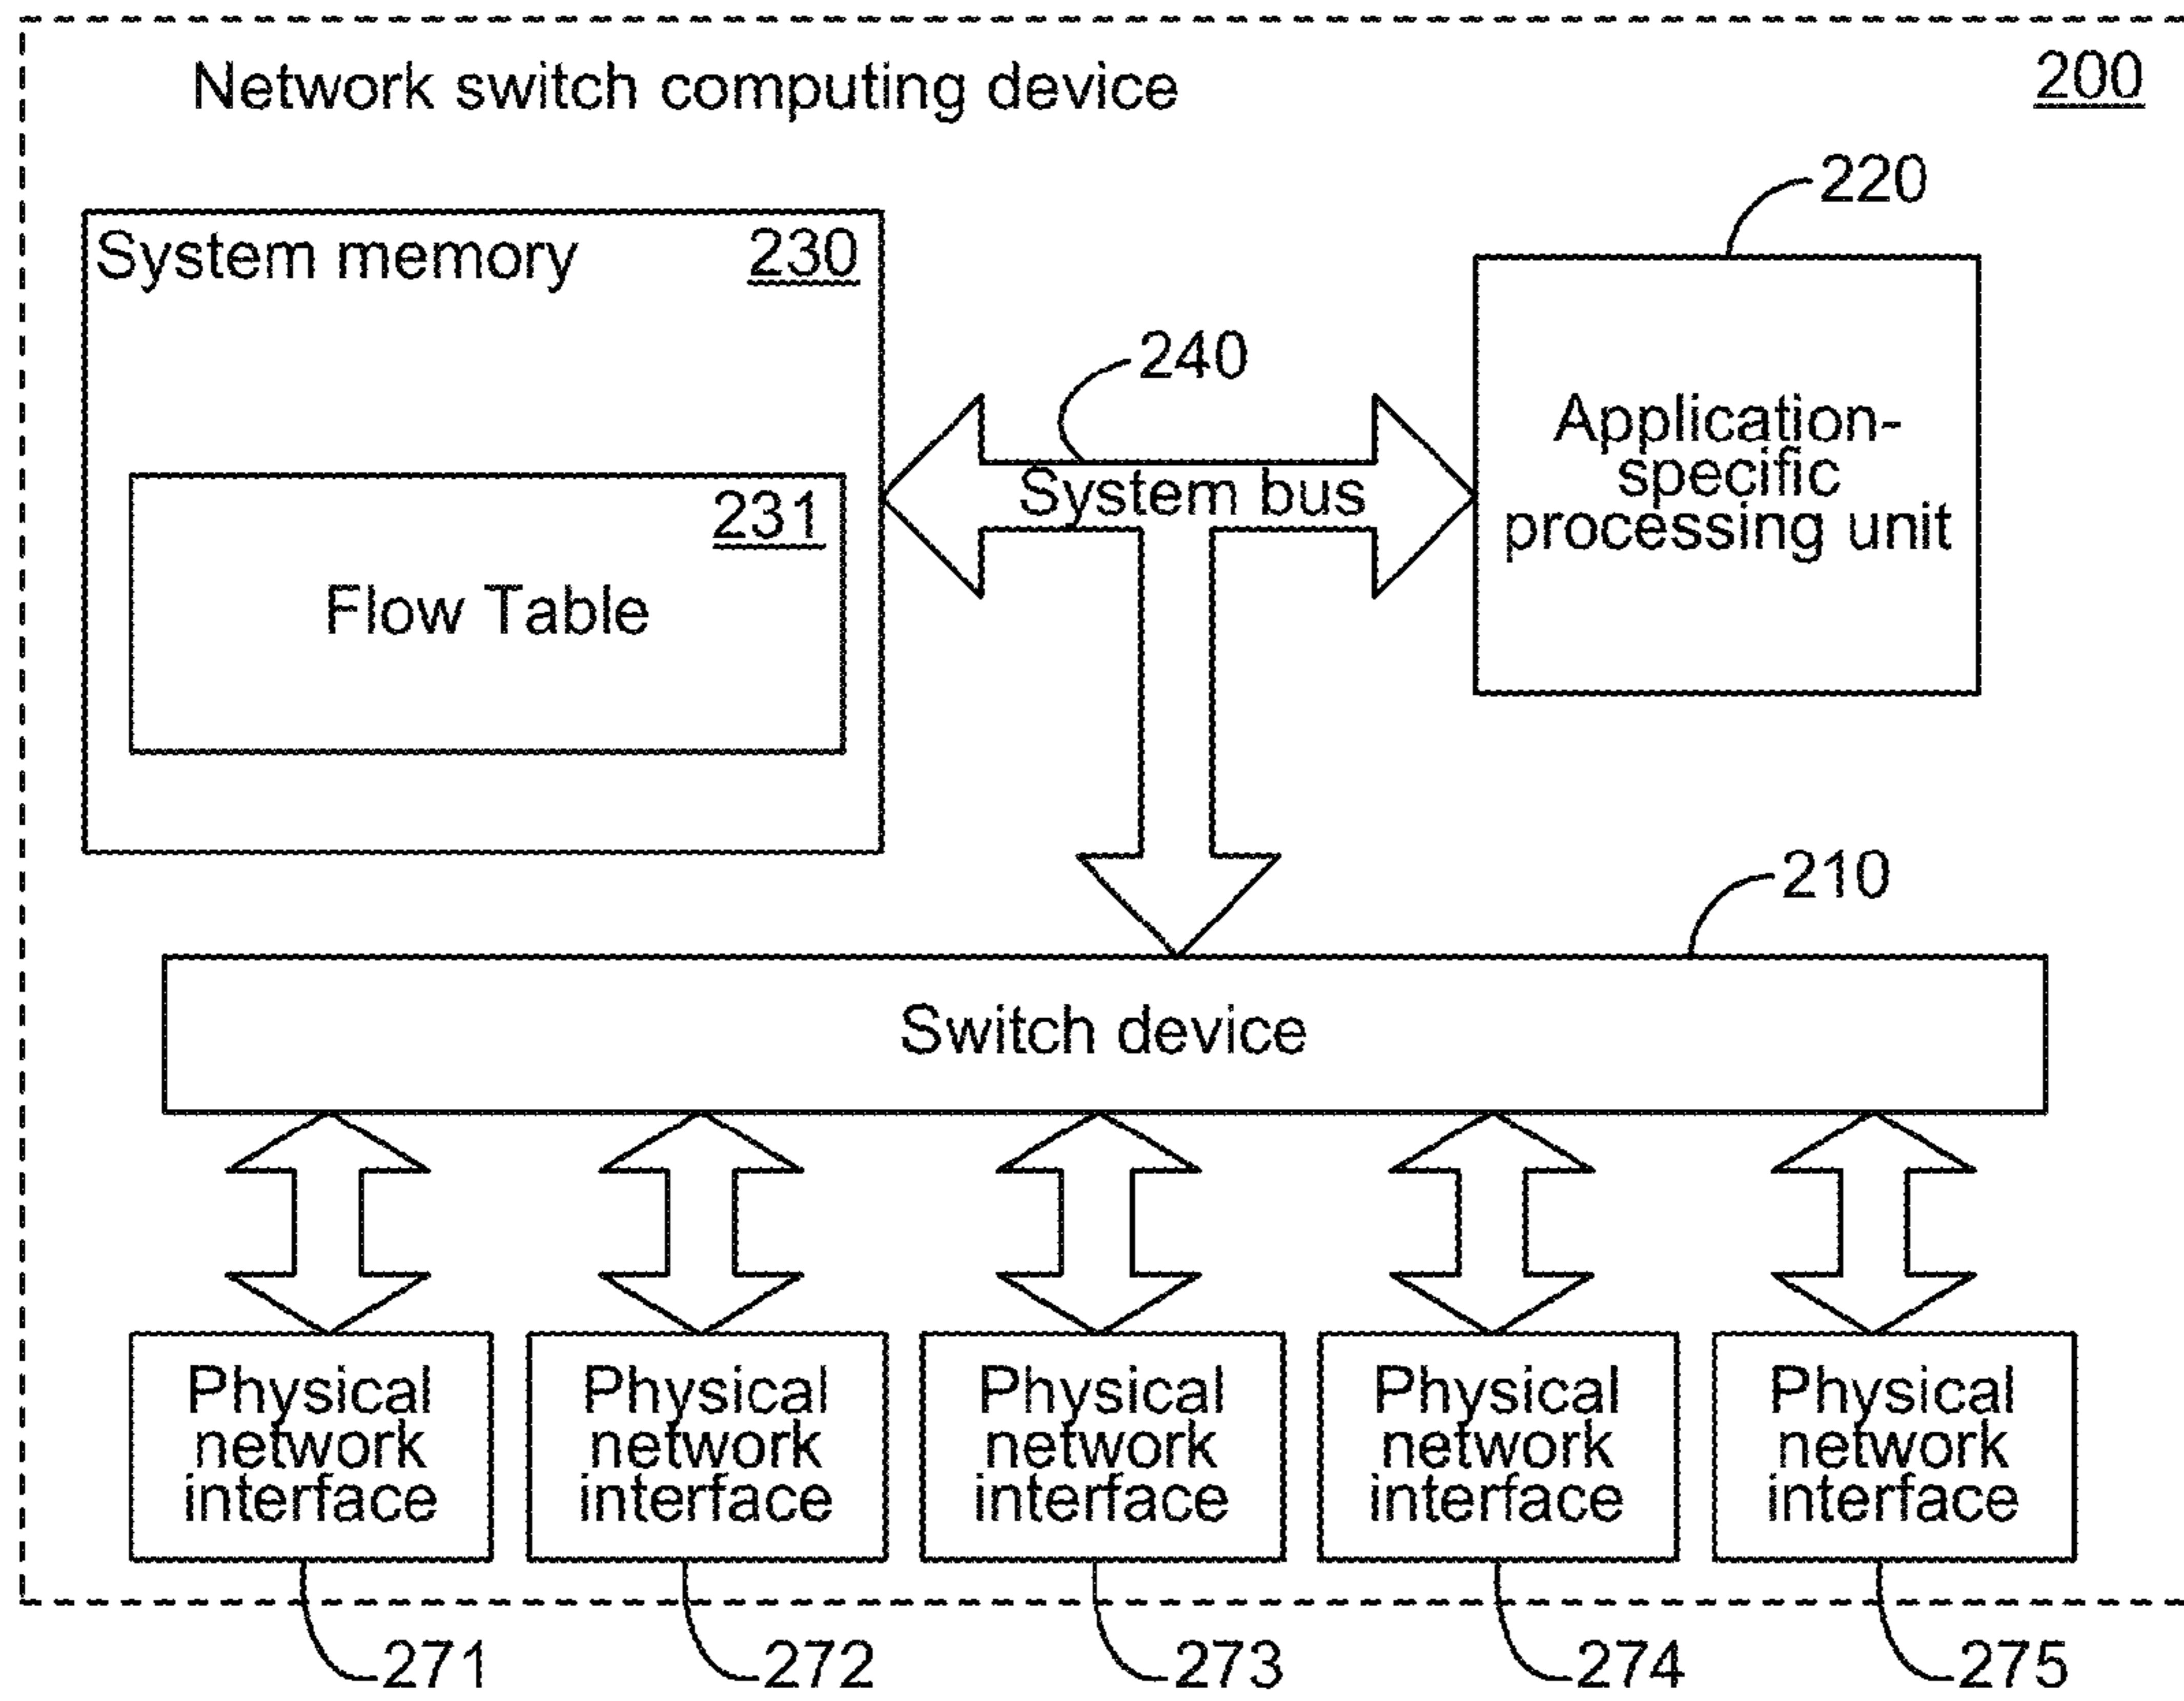 Network switch computing device
200
220
System memory
230
240
System bus
Application-
specific
processing unit
231
Flow Table
210
Switch device
Physical
network
interface
Physical
network
interface
Physical
network
interface
Physical
network
interface
Physical
network
interface
271
272
273
274
275